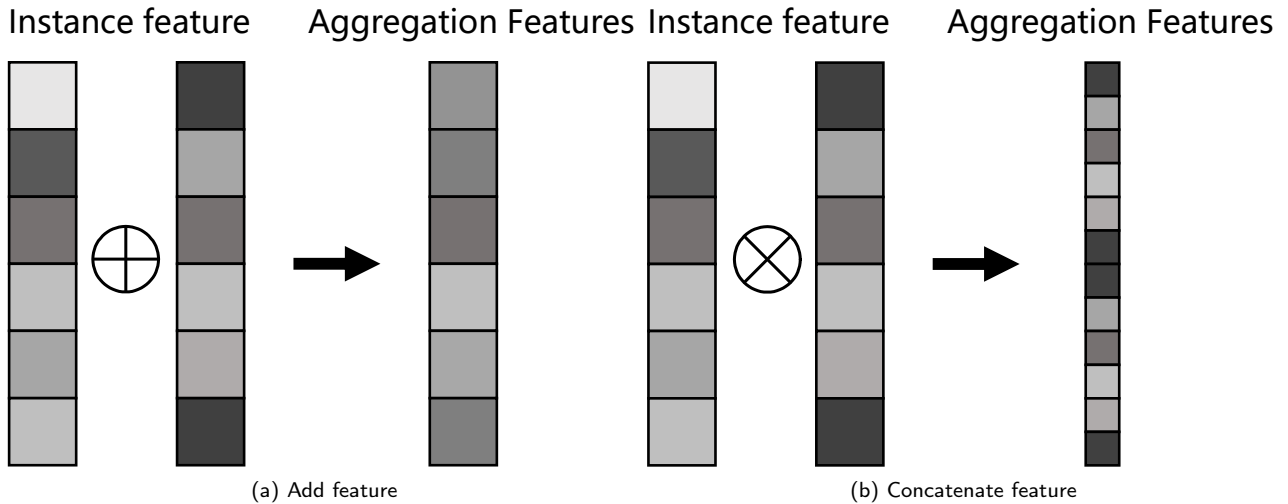 Instance feature
Aggregation Features
Instance feature
Aggregation Features
(a) Add feature
(b) Concatenate feature